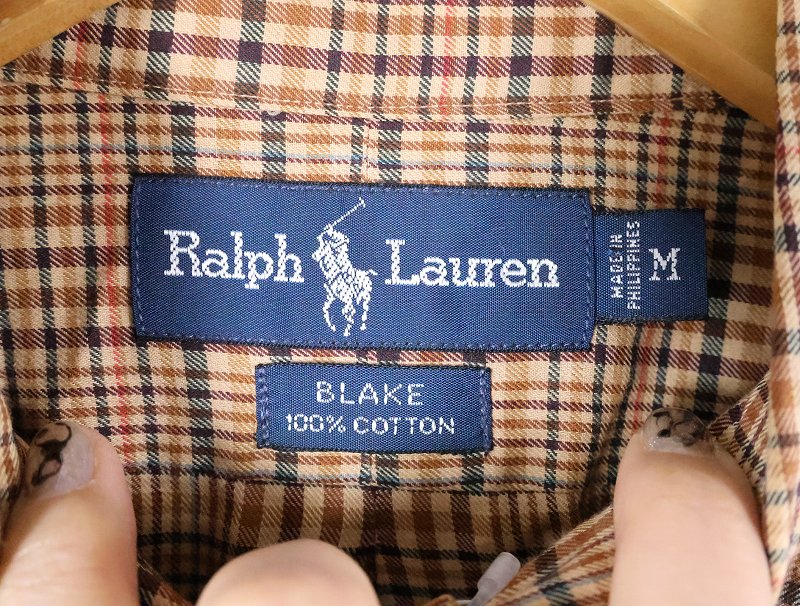 Ralph Lauren
MADE IN
PHILIPPINES
M
BLAKE
100% COTTON